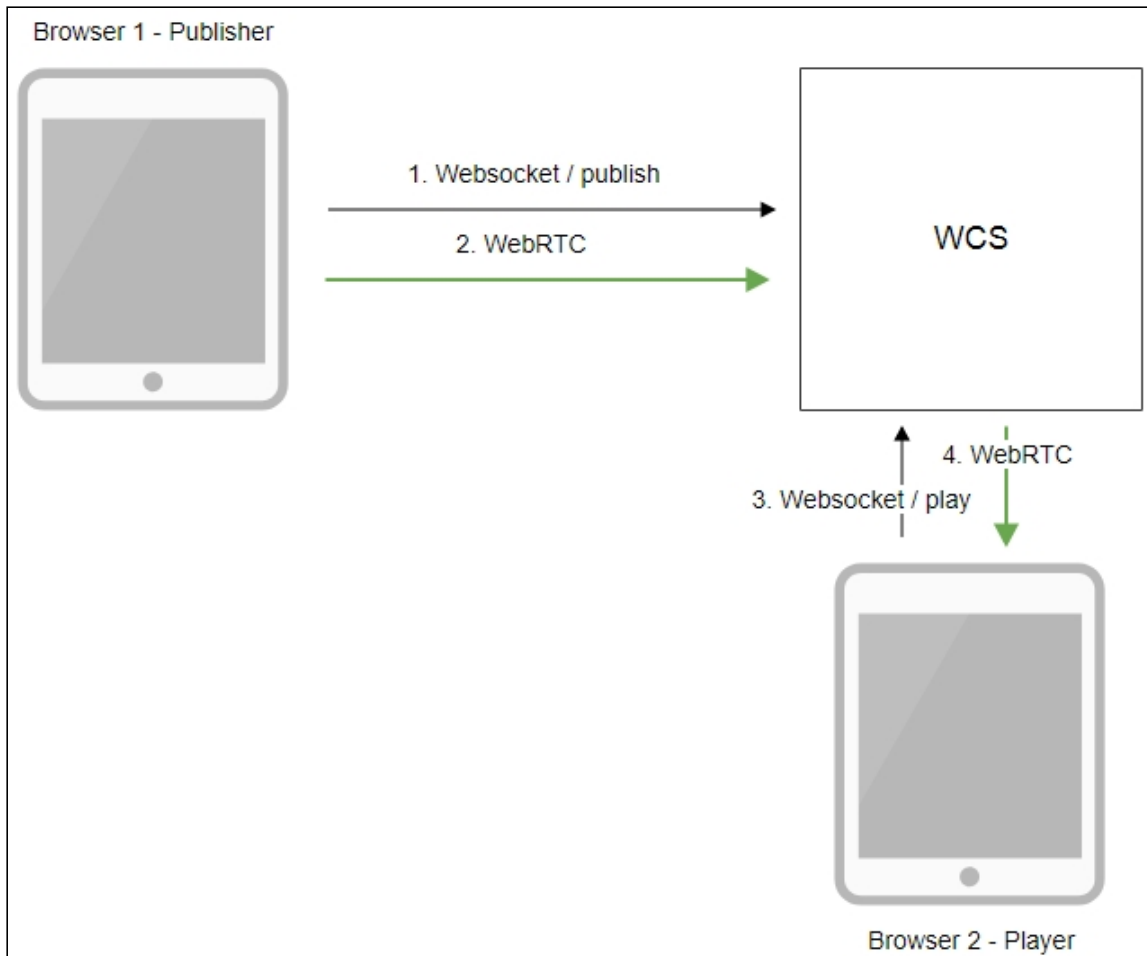 Browser 1 - Publisher
1. Websocket / publish
2. WebRTC
WCS
4. WebRTC
3. Websocket / play
Browser 2 - Player